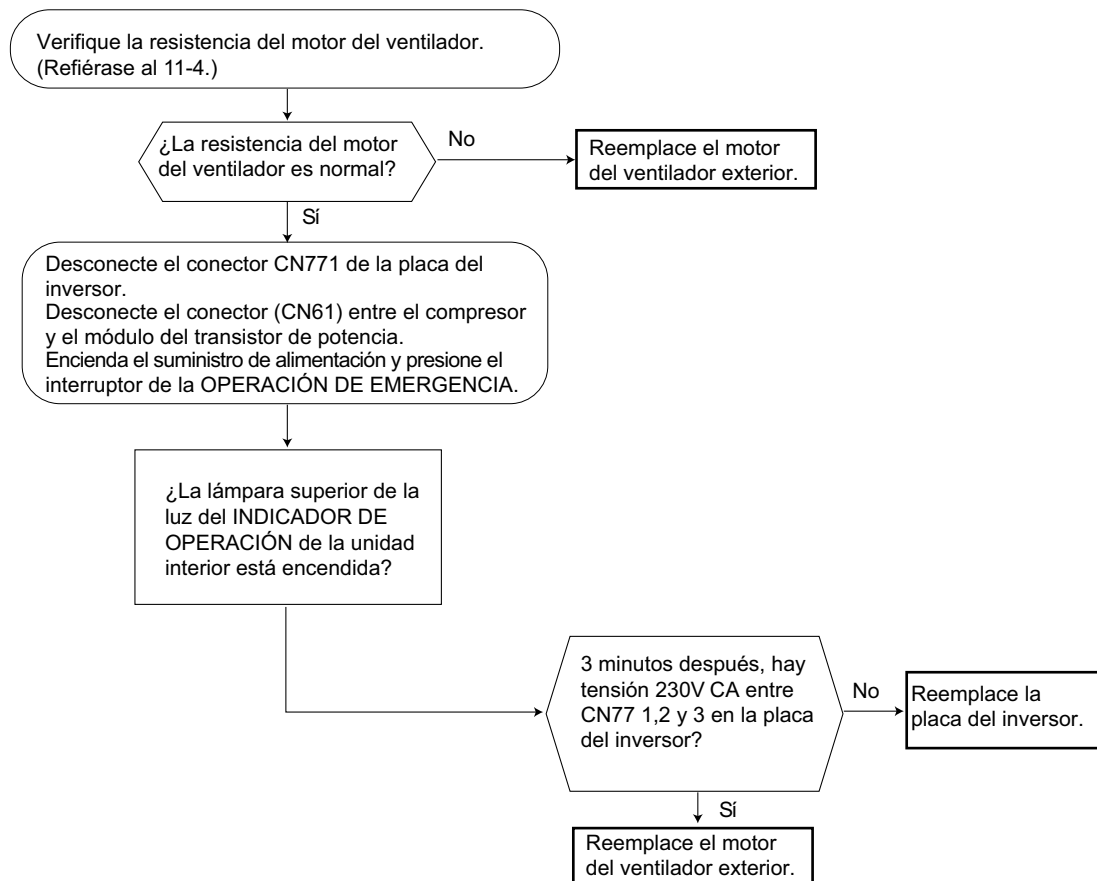 Verifique la resistencia del motor del ventilador.
(Refiérase al 11-4.)
¿La resistencia del motor
del ventilador es normal?
No
Reemplace el motor
del ventilador exterior.
Sí
Desconecte el conector CN771 de la placa del
inversor.
Desconecte el conector (CN61) entre el compresor
y el módulo del transistor de potencia.
Encienda el suministro de alimentación y presione el
interruptor de la OPERACIÓN DE EMERGENCIA.
¿La lámpara superior de la
luz del INDICADOR DE
OPERACIÓN de la unidad
interior está encendida?
3 minutos después, hay
tensión 230V CA entre
CN77 1,2 y 3 en la placa
del inversor?
No
Reemplace la
placa del inversor.
Sí
Reemplace el motor
del ventilador exterior.